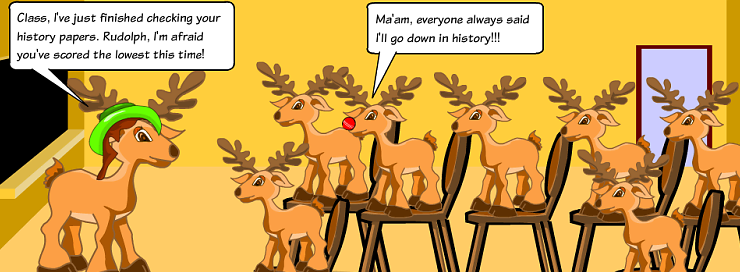 Class, I've just finished checking your
history papers. Rudolph, I'm afraid
you've scored the lowest this time!
Ma'am, everyone always said
I'll go down in history!!!